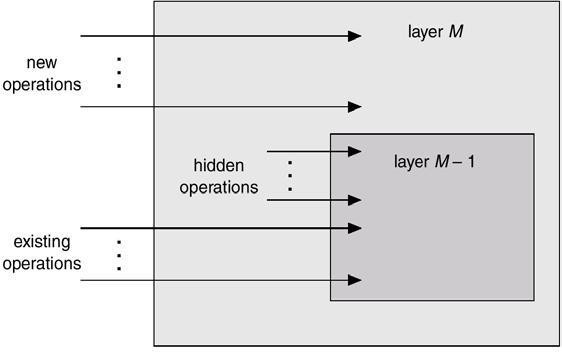 layer M
new
operations
hidden
operations
layer M – 1
existing
operations